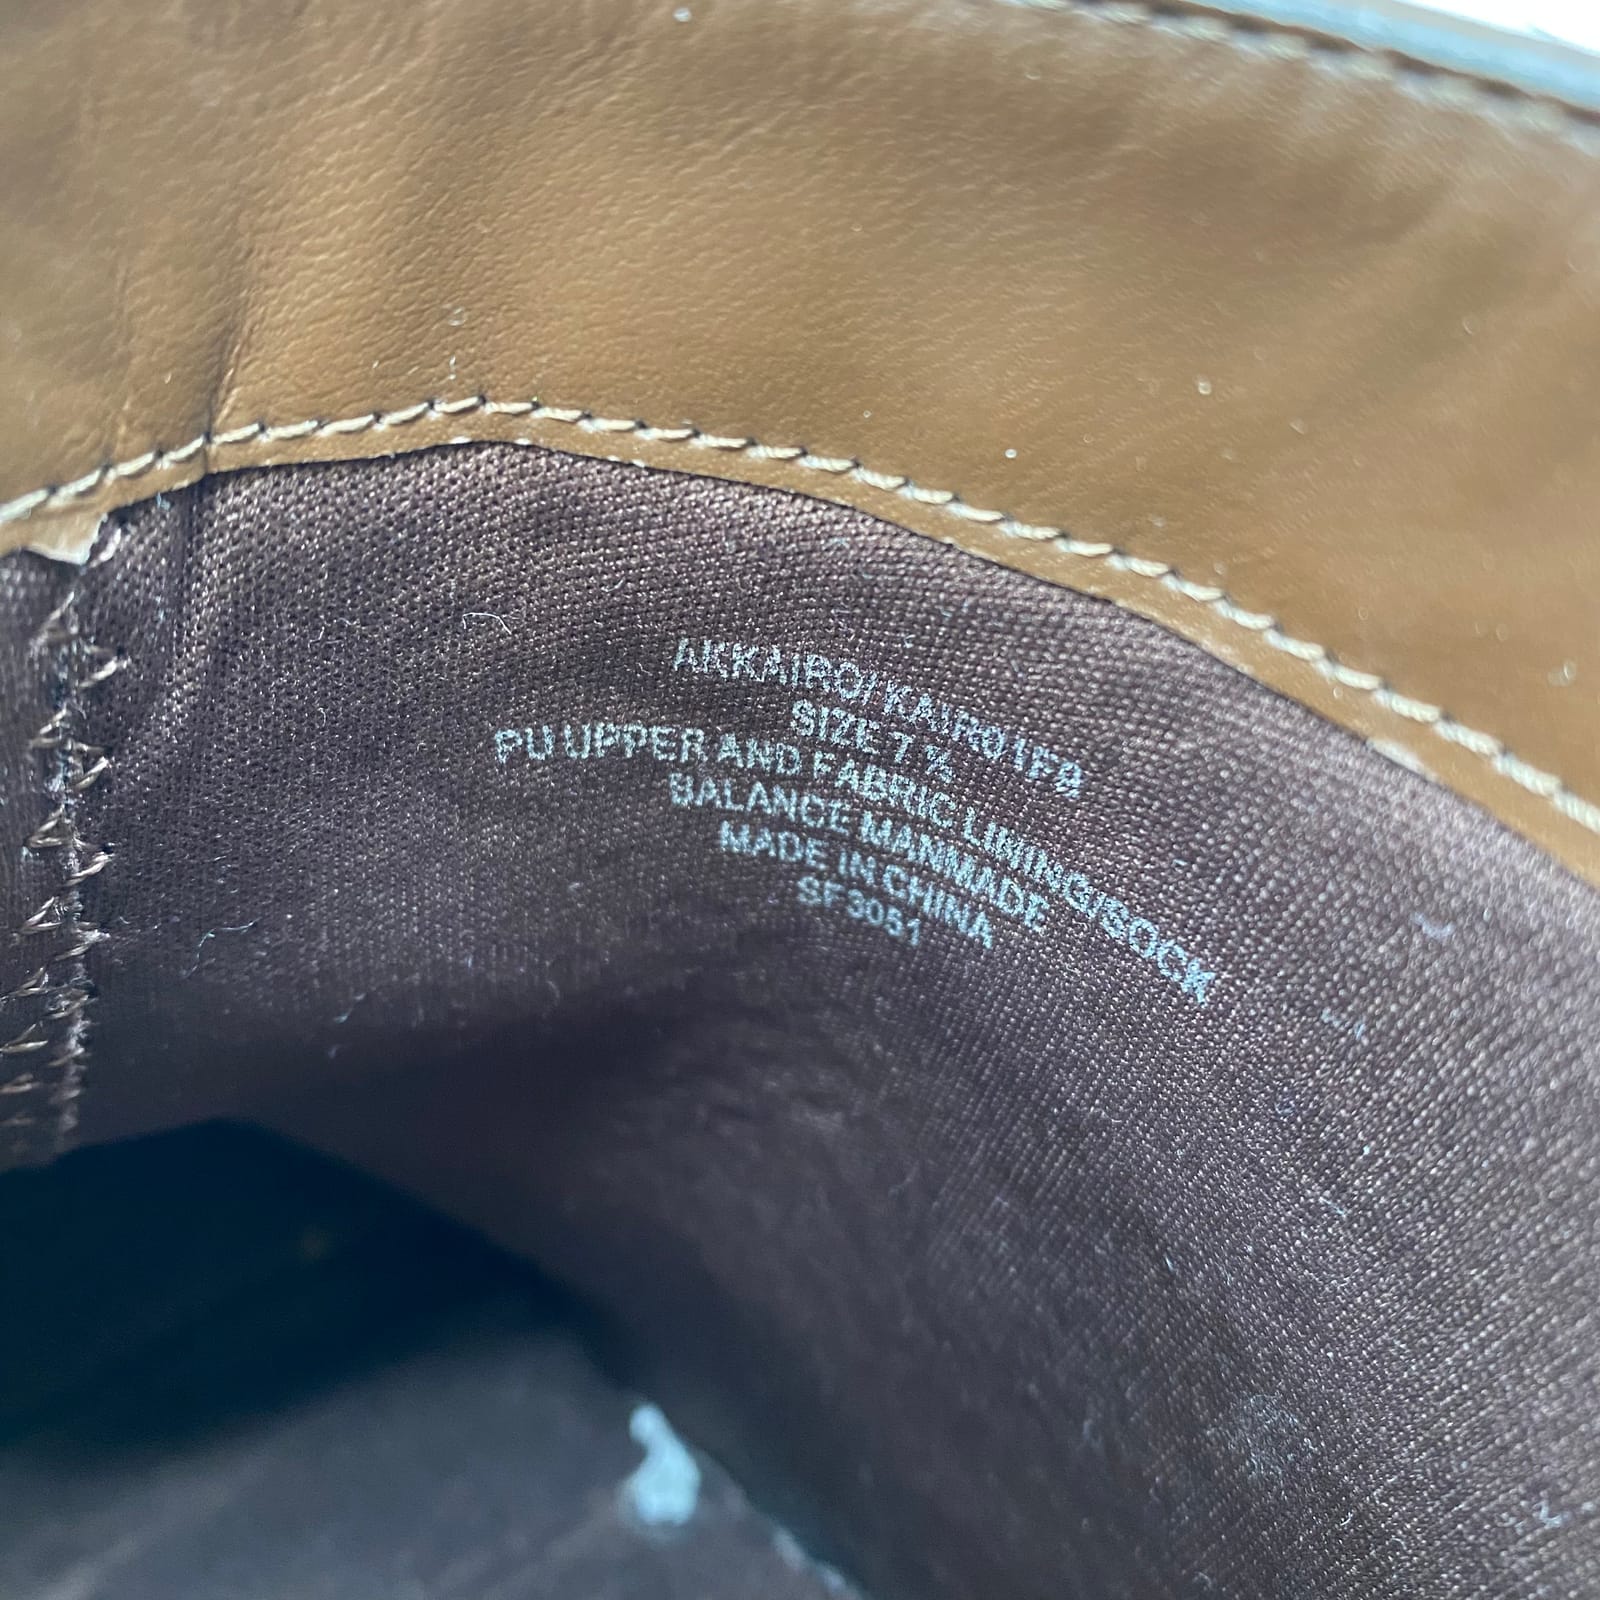 AKKAIRO/KAIRO1FB
SIZE 7 ½
PU UPPER AND FABRIC LINING/SOCK
BALANCE MANMADE
MADE IN CHINA
SF3051